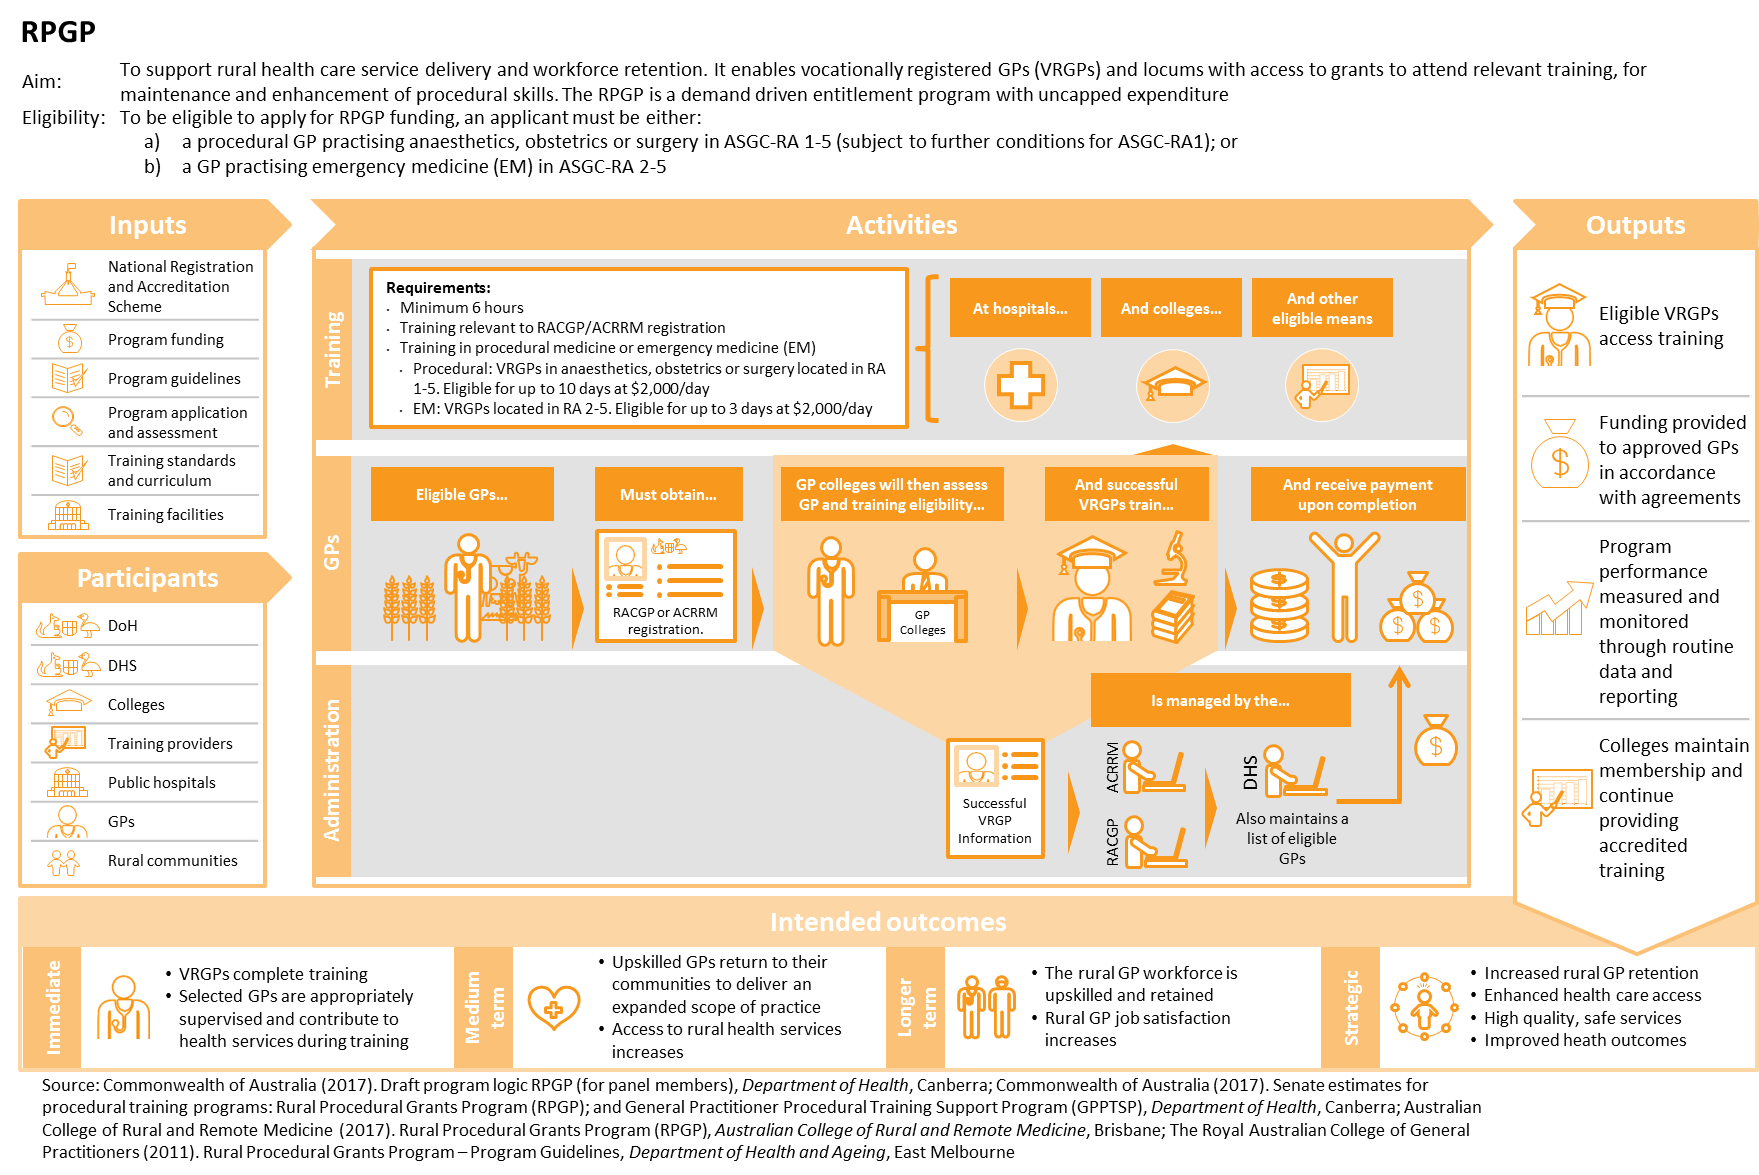 RPGP
Aim:
To support rural health care service delivery and workforce retention. It enables vocationally registered GPs (VRGPs) and locums with access to grants to attend relevant training, for
maintenance and enhancement of procedural skills. The RPGP is a demand driven entitlement program with uncapped expenditure
Eligibility: To be eligible to apply for RPGP funding, an applicant must be either:
a) a procedural GP practising anaesthetics, obstetrics or surgery in ASGC-RA 1-5 (subject to further conditions for ASGC-RA1); or
b) a GP practising emergency medicine (EM) in ASGC-RA 2-5
Inputs
National Registration
and Accreditation
Scheme
Program funding
Program guidelines
Program application
and assessment
Training standards
and curriculum
Training facilities
Participants
DoH
DHS
Colleges
Training providers
Public hospitals
GPs
Rural communities
Activities
Training
Requirements:
· Minimum 6 hours
· Training relevant to RACGP/ACRRM registration
· Training in procedural medicine or emergency medicine (EM)
· Procedural: VRGPs in anaesthetics, obstetrics or surgery located in RA
1-5. Eligible for up to 10 days at $2,000/day
· EM: VRGPs located in RA 2-5. Eligible for up to 3 days at $2,000/day
At hospitals...
And colleges...
And other
eligible means
GPs
Eligible GPs...
Must obtain...
RACGP or ACRRM
registration.
GP colleges will then assess
GP and training eligibility...
GP
Colleges
And successful
VRGPs train...
And receive payment
upon completion
$
$
$
Administration
Successful
VRGP
Information
Is managed by the...
ACRRM
RACGP
DHS
Also maintains a
list of eligible
GPs
$
Outputs
Eligible VRGPs
access training
$
Funding provided
to approved GPs
in accordance
with agreements
Program
performance
measured and
monitored
through routine
data and
reporting
Colleges maintain
membership and
continue
providing
accredited
training
Intended outcomes
Immediate
• VRGPs complete training
• Selected GPs are appropriately
supervised and contribute to
health services during training
Medium
term
• Upskilled GPs return to their
communities to deliver an
expanded scope of practice
• Access to rural health services
increases
Longer
term
• The rural GP workforce is
upskilled and retained
• Rural GP job satisfaction
increases
Strategic
• Increased rural GP retention
• Enhanced health care access
• High quality, safe services
• Improved heath outcomes
Source: Commonwealth of Australia (2017). Draft program logic RPGP (for panel members), Department of Health, Canberra; Commonwealth of Australia (2017). Senate estimates for
procedural training programs: Rural Procedural Grants Program (RPGP); and General Practitioner Procedural Training Support Program (GPPTSP), Department of Health, Canberra; Australian
College of Rural and Remote Medicine (2017). Rural Procedural Grants Program (RPGP), Australian College of Rural and Remote Medicine, Brisbane; The Royal Australian College of General
Practitioners (2011). Rural Procedural Grants Program – Program Guidelines, Department of Health and Ageing, East Melbourne